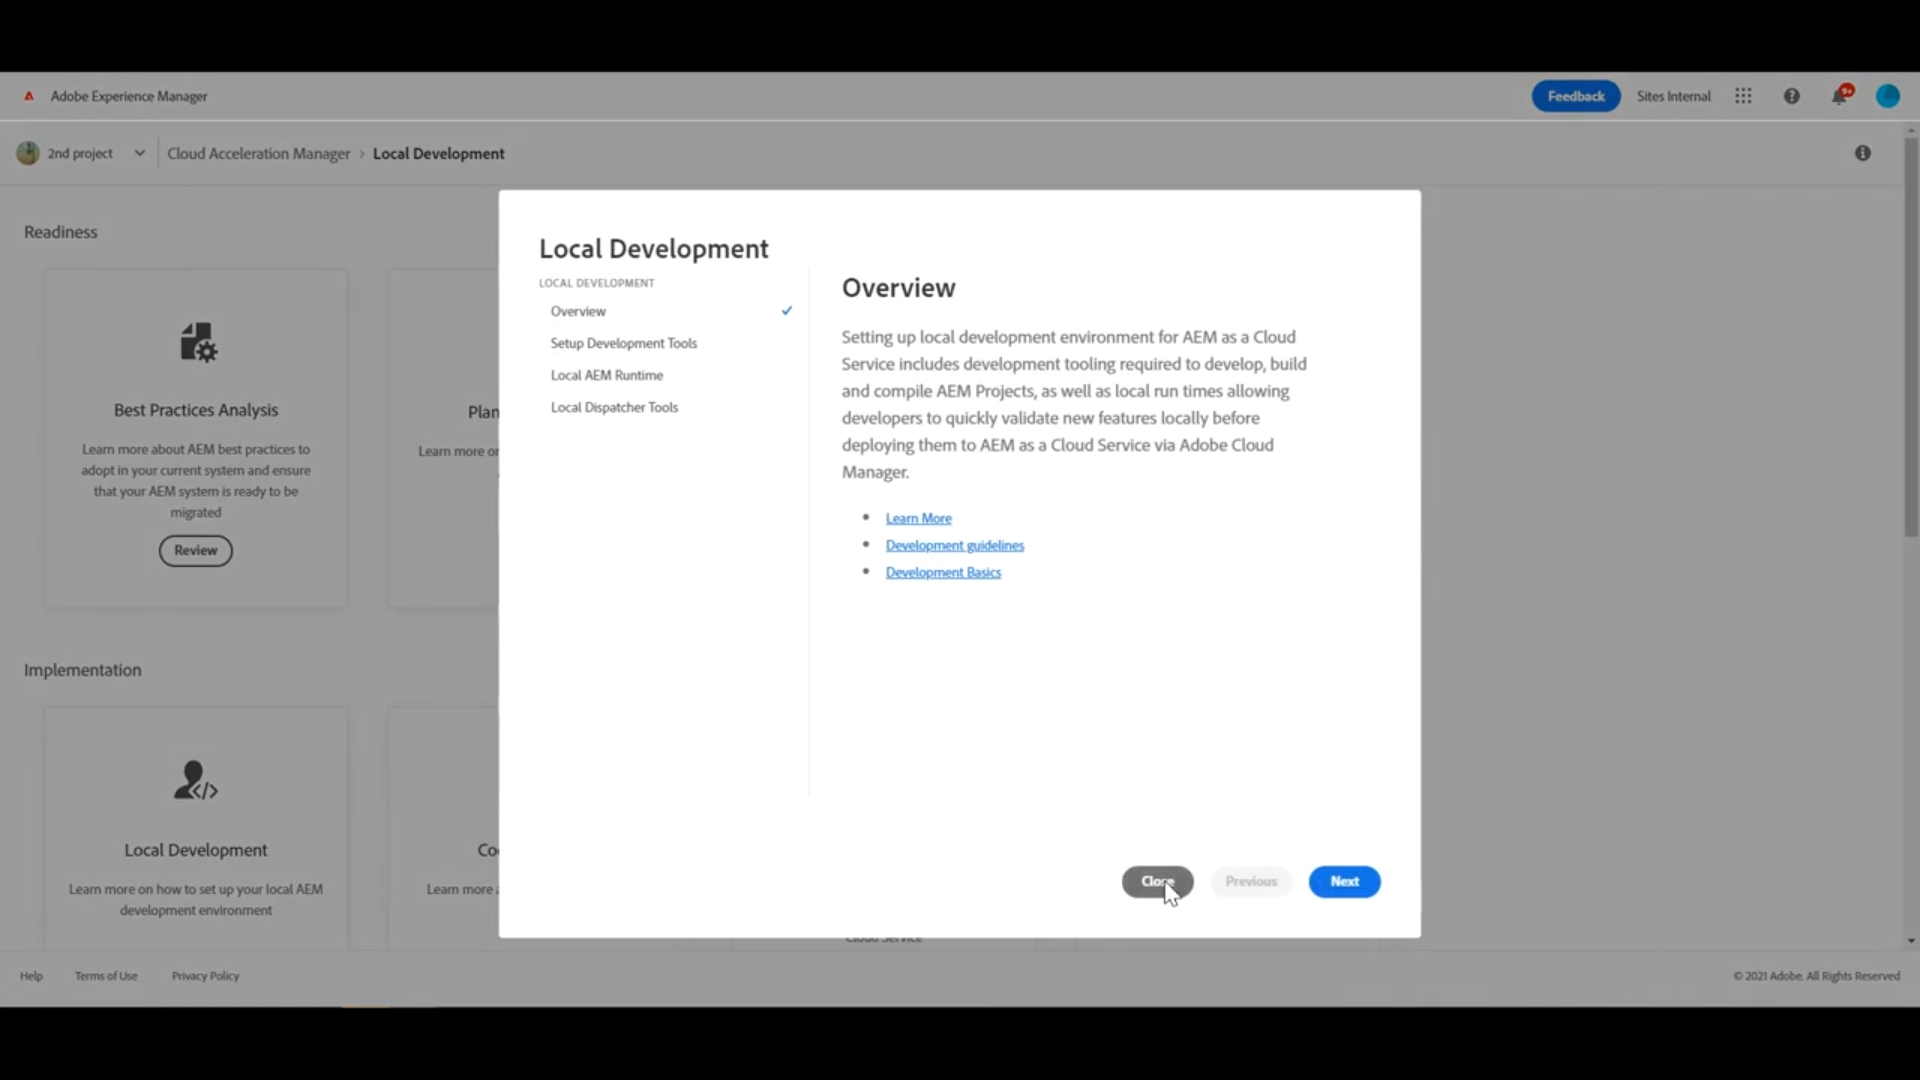 Adobe Experience Manager
Feedback
Sites Internal
9+
2nd project
Cloud Acceleration Manager > Local Development
Readiness
Best Practices Analysis
Learn more about AEM best practices to
adopt in your current system and ensure
that your AEM system is ready to be
migrated
Review
Plan
Learn more on
Implementation
Local Development
Learn more on how to set up your local AEM
development environment
Co
Learn more a
Local Development
LOCAL DEVELOPMENT
Overview
Setup Development Tools
Local AEM Runtime
Local Dispatcher Tools
Overview
Setting up local development environment for AEM as a Cloud
Service includes development tooling required to develop, build
and compile AEM Projects, as well as local run times allowing
developers to quickly validate new features locally before
deploying them to AEM as a Cloud Service via Adobe Cloud
Manager.
Learn More
Development guidelines
Development Basics
Close
Previous
Next
Cloud Service
Help
Terms of Use
Privacy Policy
© 2021 Adobe. All Rights Reserved